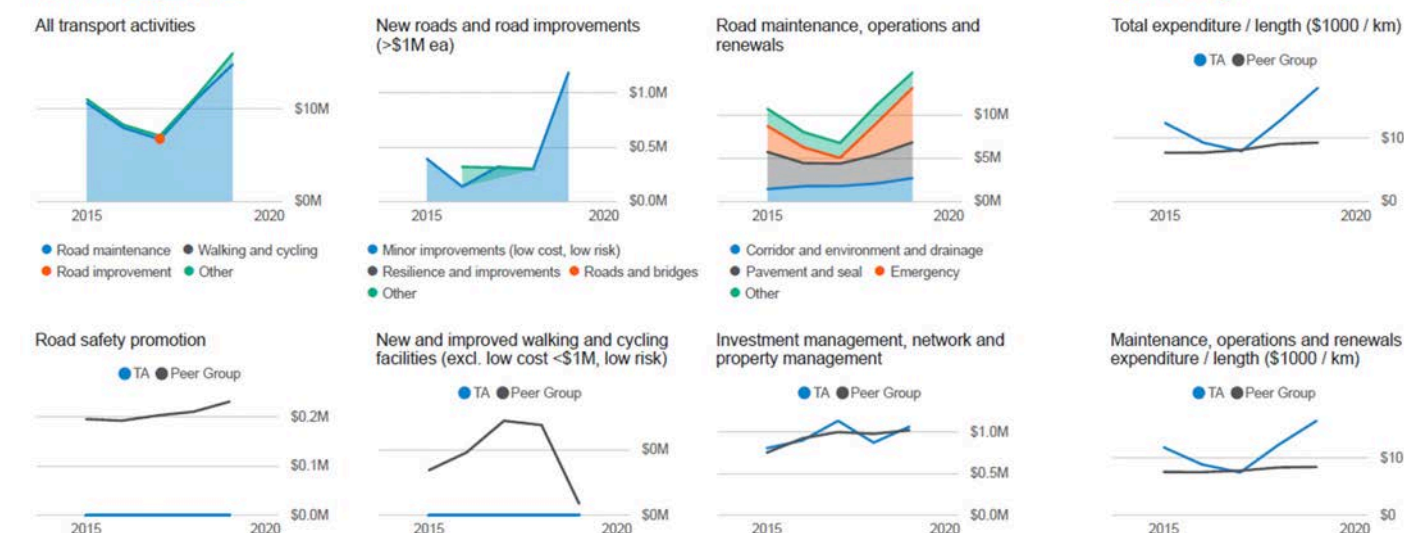 All transport activities
$10M
$0M
2015
2020
Road maintenance
Walking and cycling
Road improvement
Other
New roads and road improvements
(>$1M ea)
$1.0M
$0.5M
$0.0M
2015
2020
Minor improvements (low cost, low risk)
Resilience and improvements
Roads and bridges
Other
Road maintenance, operations and
renewals
$10M
$5M
$0M
2015
2020
Corridor and environment and drainage
Pavement and seal
Emergency
Other
Total expenditure / length ($1000 / km)
TA
Peer Group
$10
$0
2015
2020
Road safety promotion
TA
Peer Group
$0.2M
$0.1M
$0.0M
2015
2020
New and improved walking and cycling
facilities (excl. low cost <$1M, low risk)
TA
Peer Group
$0M
$0M
2015
2020
Investment management, network and
property management
TA
Peer Group
$1.0M
$0.5M
$0.0M
2015
2020
Maintenance, operations and renewals
expenditure / length ($1000 / km)
TA
Peer Group
$10
$0
2015
2020